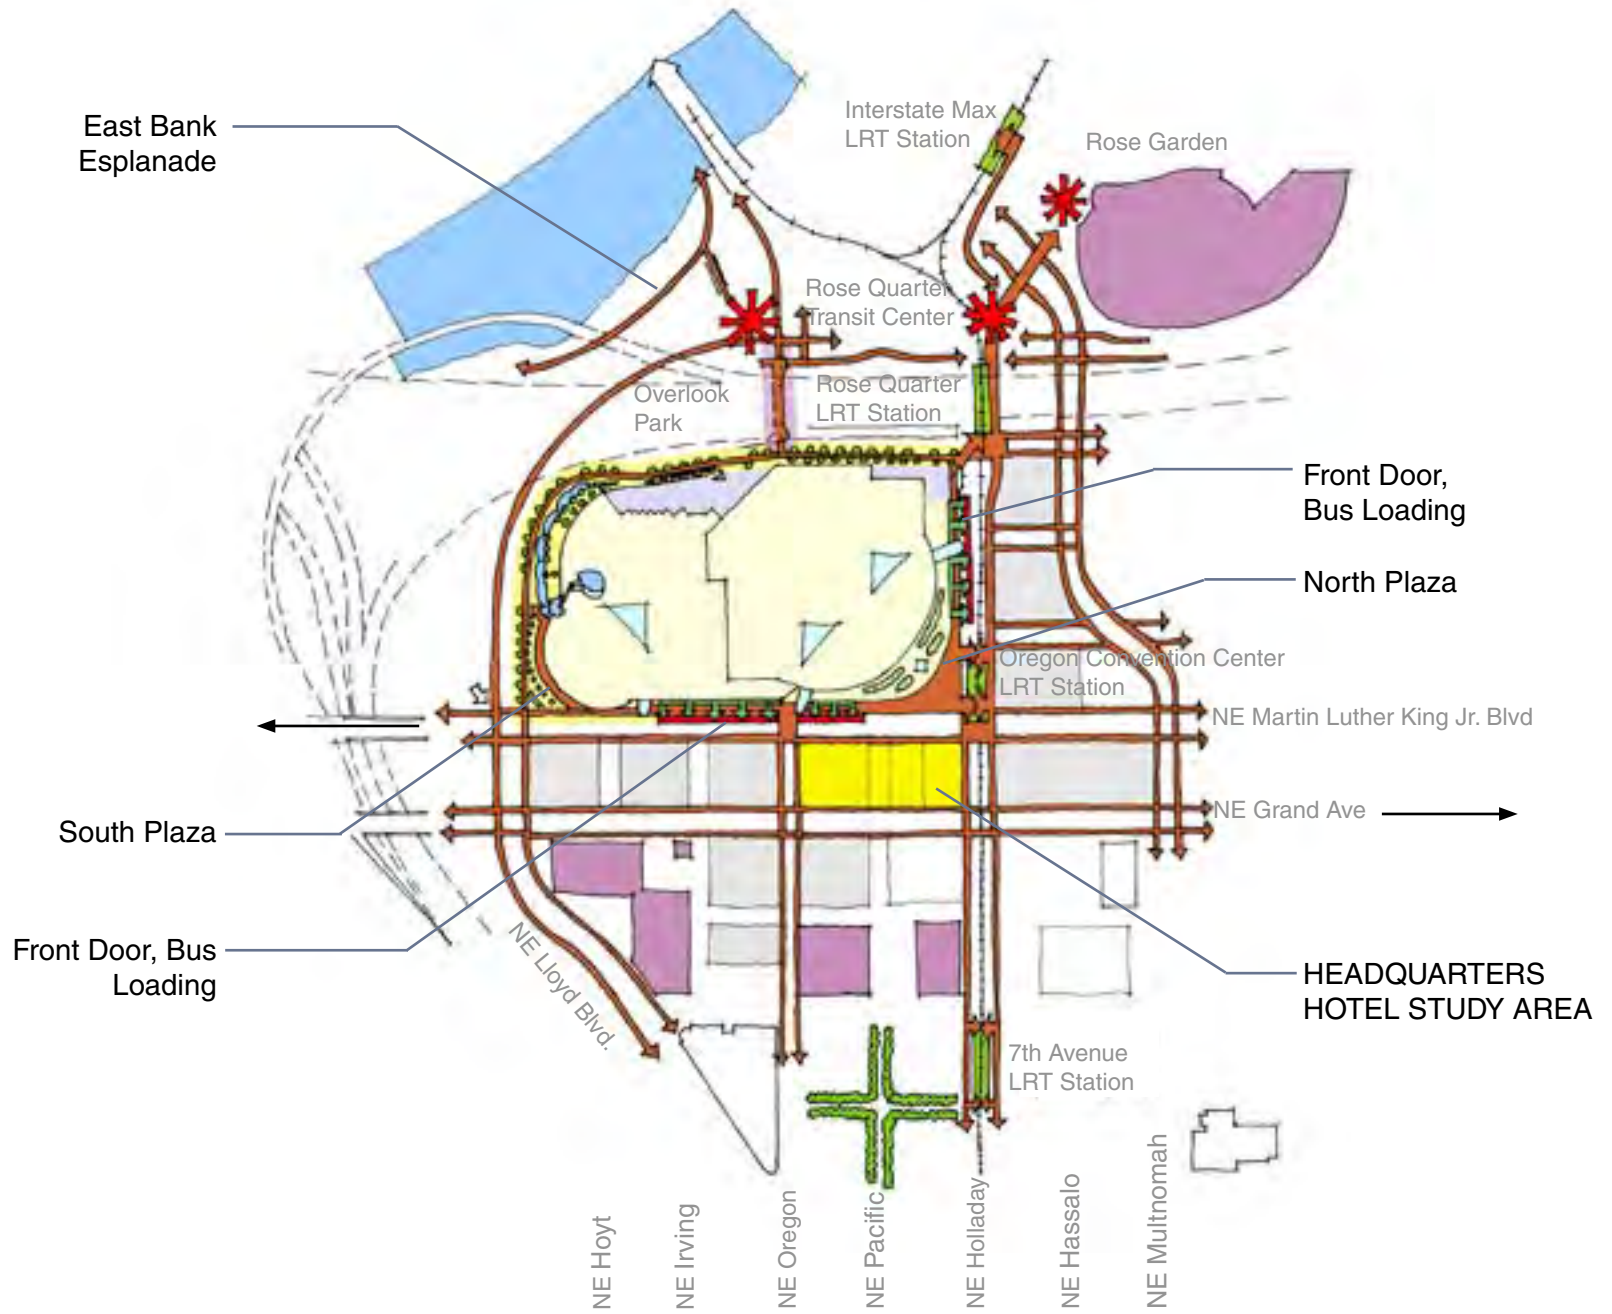 East Bank
Esplanade
Interstate Max
LRT Station
Rose Garden
Rose Quarter
Transit Center
Overlook
Park
Rose Quarter
LRT Station
Front Door,
Bus Loading
North Plaza
Oregon Convention Center
LRT Station
NE Martin Luther King Jr. Blvd
NE Grand Ave
South Plaza
Front Door, Bus
Loading
NE Lloyd Blvd.
HEADQUARTERS
HOTEL STUDY AREA
7th Avenue
LRT Station
NE Hoyt
NE Irving
NE Oregon
NE Pacific
NE Holladay
NE Hassalo
NE Multnomah